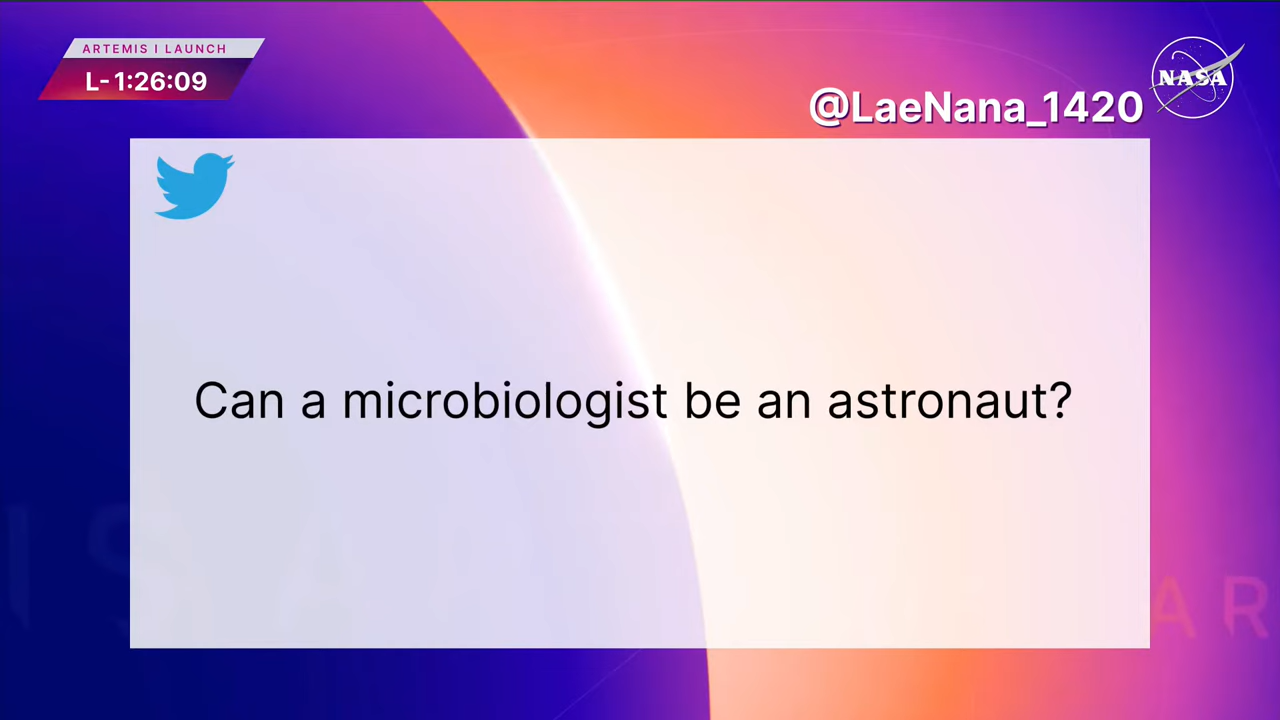 ARTEMIS I LAUNCH
L- 1:26:09
NASA
@LaeNana_1420
Can a microbiologist be an astronaut?
I S
A R